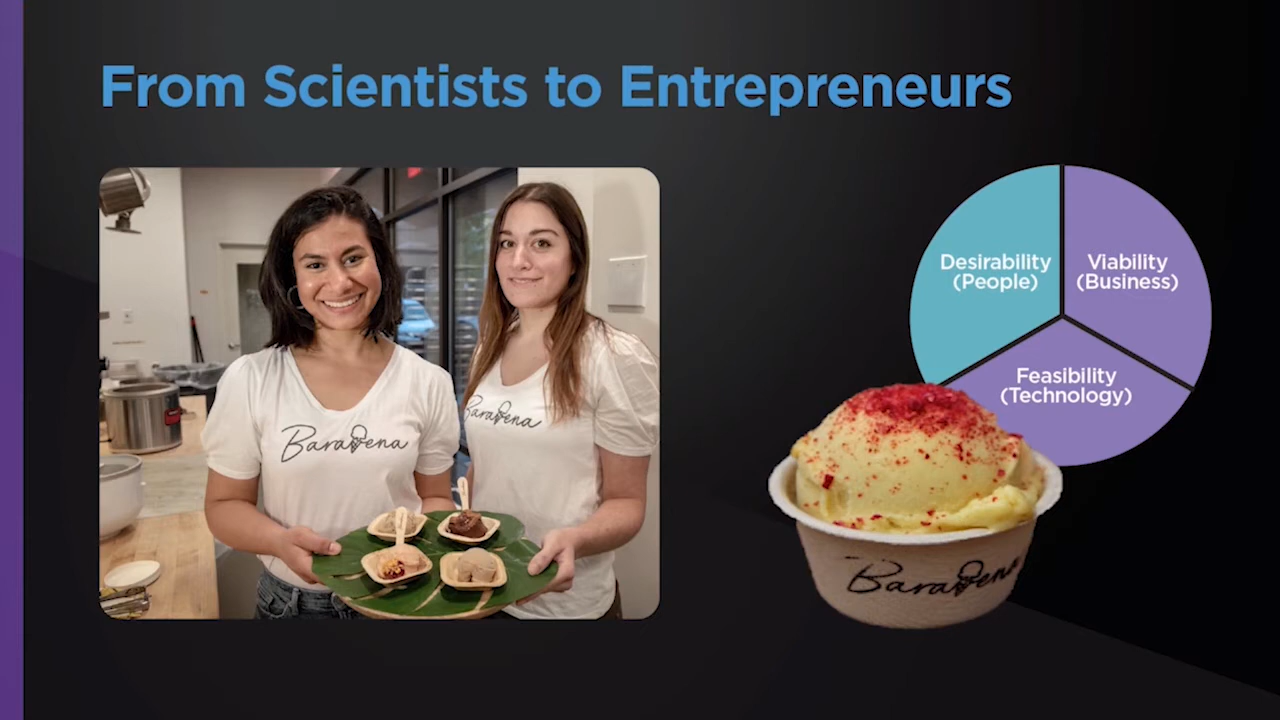 From Scientists to Entrepreneurs
Desirability
(People)
Viability
(Business)
Feasibility
(Technology)
Baravena
Baravena
Baravena